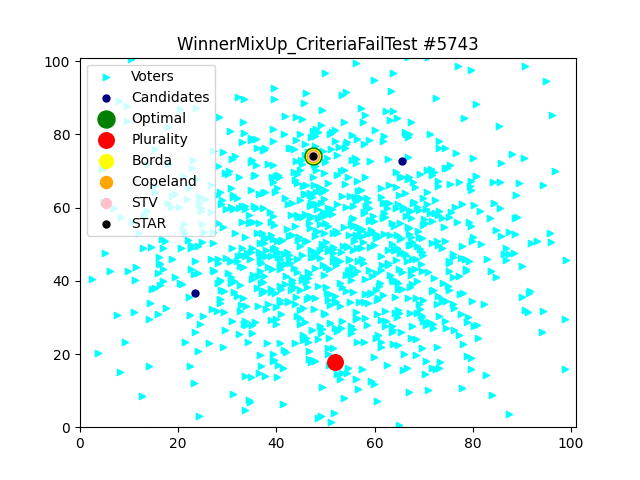 WinnerMixUp_CriteriaFailTest #5743
100
80
60
40
20
0
0
20
40
60
80
100
Voters
Candidates
Optimal
Plurality
Borda
Copeland
STV
STAR